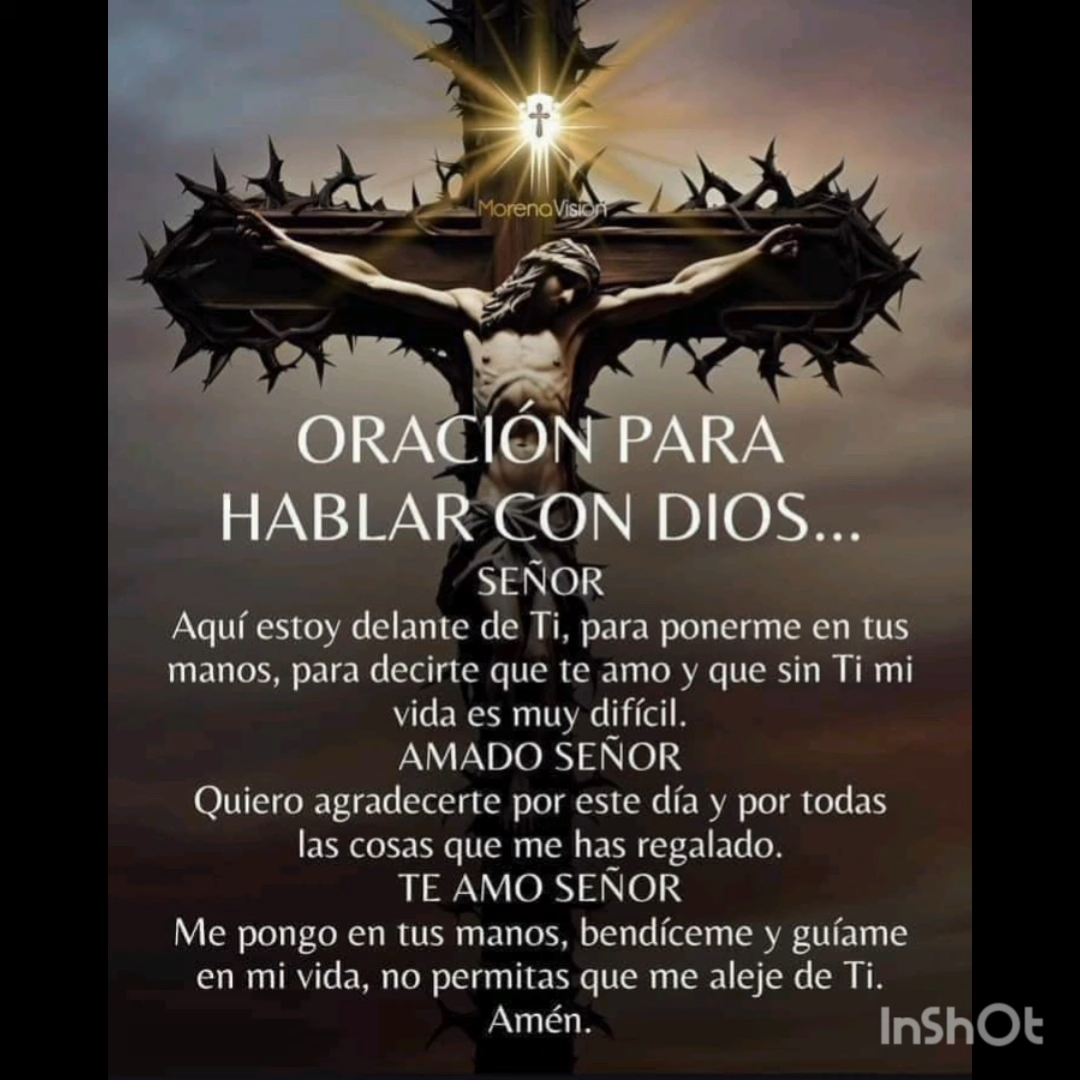 MorenaVisión
ORACIÓN PARA
HABLAR CON DIOS...
SEÑOR
Aquí estoy delante de Ti, para ponerme en tus
manos, para decirte que te amo y que sin Ti mi
vida es muy difícil.
AMADO SEÑOR
Quiero agradecerte por este día y por todas
las cosas que me has regalado.
TE AMO SEÑOR
Me pongo en tus manos, bendíceme y guíame
en mi vida, no permitas que me aleje de Ti.
Amén.
InShOt